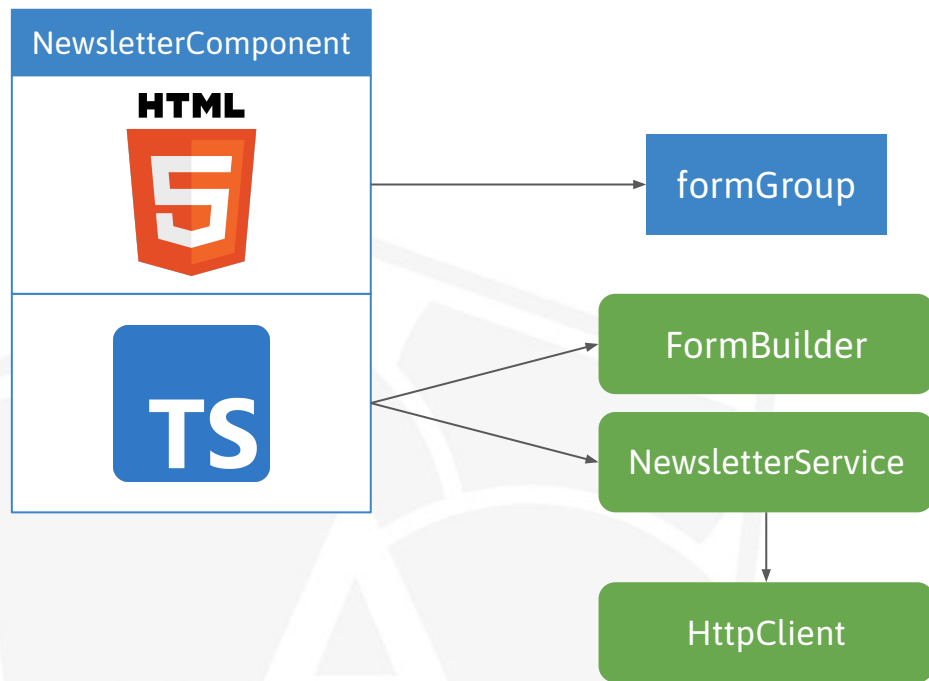 NewsletterComponent
HTML
5
formGroup
TS
FormBuilder
NewsletterService
HttpClient